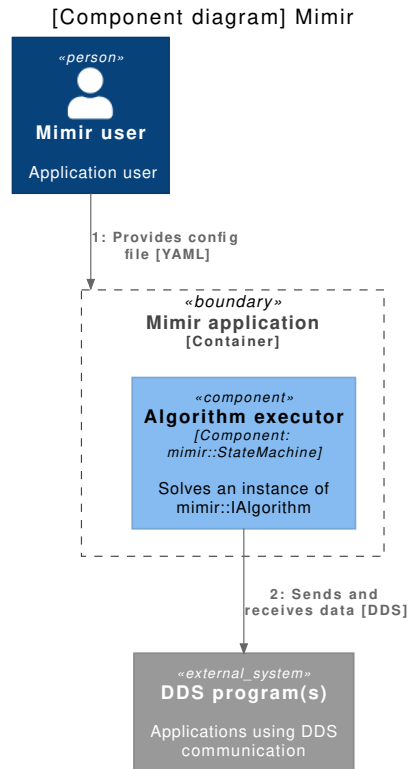 [Component diagram] Mimir
«person»
Mimir user
Application user
1: Provides config
file [YAML]
«boundary»
Mimir application
[Container]
«component»
Algorithm executor
[Component:
mimir::StateMachine]
Solves an instance of
mimir::IAlgorithm
2: Sends and
receives data [DDS]
«external_system»
DDS program(s)
Applications using DDS
communication